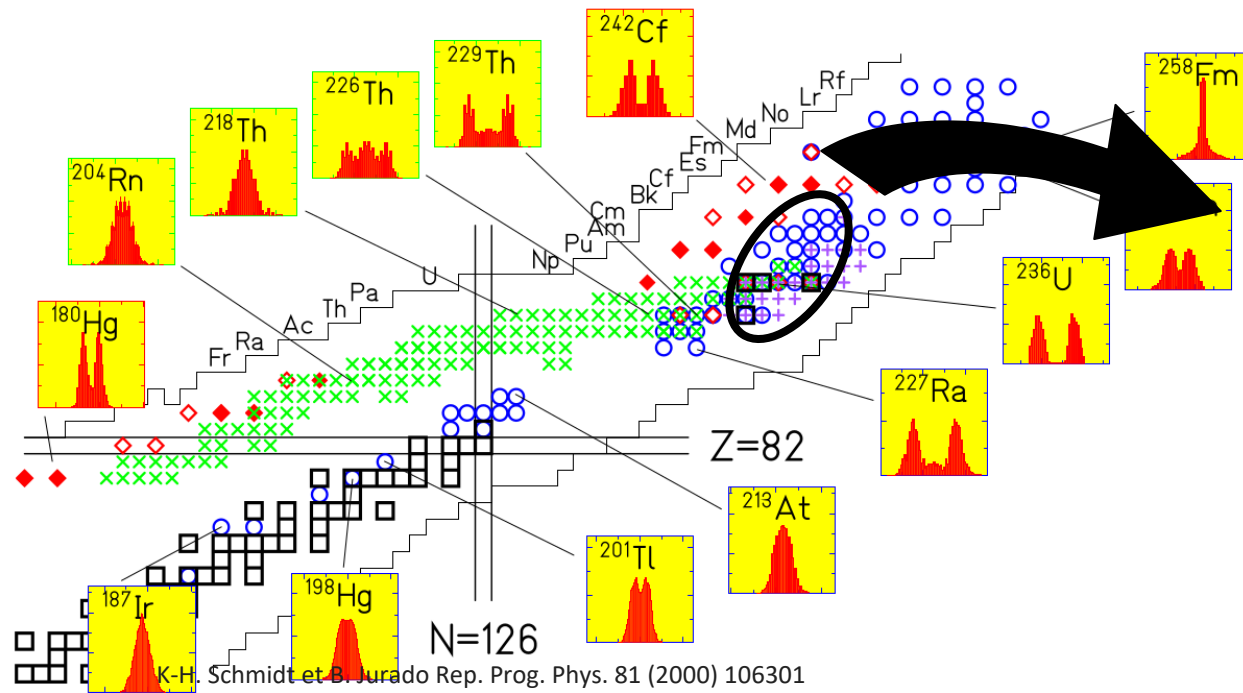 242Cf
229Th
226Th
218Th
204Rn
180Hg
258Fm
236U
227Ra
213At
201Tl
198Hg
187Ir
Rf
Lr
No
Md
Fm
Es
Cf
Bk
Cm
Am
Pu
Np
U
Pa
Th
Ac
Ra
Fr
Z=82
N=126
K-H. Schmidt et B. Jurado Rep. Prog. Phys. 81 (2000) 106301